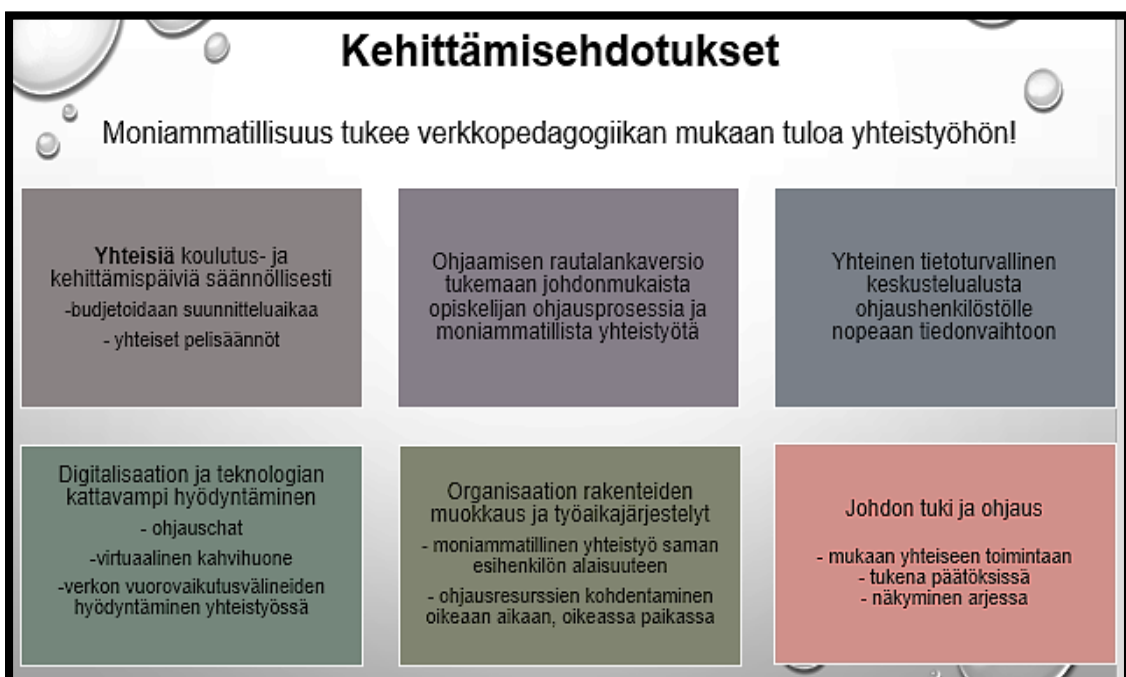 Kehittämisehdotukset
Moniammatillisuus tukee verkkopedagogiikan mukaan tuloa yhteistyöhön!
Yhteisiä koulutus- ja
kehittämispäiviä säännöllisesti
-budjetoidaan suunnitteluaikaa
- yhteiset pelisäännöt
Ohjaamisen rautalankaversio
tukemaan johdonmukaista
opiskelijan ohjausprosessia ja
moniammatillista yhteistyötä
Yhteinen tietoturvallinen
keskustelualusta
ohjaushenkilöstölle
nopeaan tiedonvaihtoon
Digitalisaation ja teknologian
kattavampi hyödyntäminen
- ohjauschat
-virtuaalinen kahvihuone
-verkon vuorovaikutusvälineiden
hyödyntäminen yhteistyössä
Organisaation rakenteiden
muokkaus ja työaikajärjestelyt
- moniammatillinen yhteistyö saman
esihenkilön alaisuuteen
- ohjausresurssien kohdentaminen
oikeaan aikaan, oikeassa paikassa
Johdon tuki ja ohjaus
- mukaan yhteiseen toimintaan
- tukena päätöksissä
- näkyminen arjessa